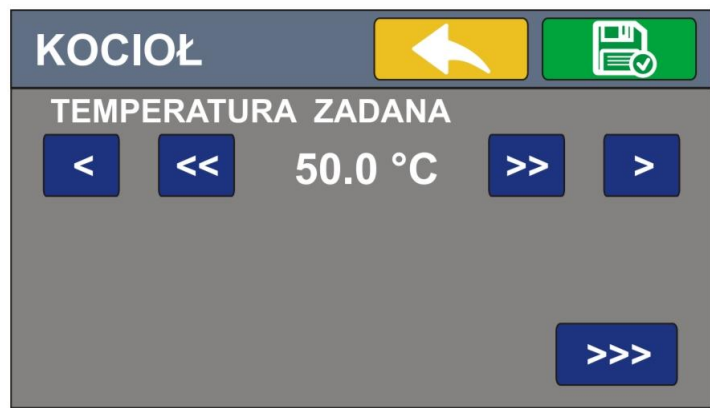 KOCIOŁ
TEMPERATURA ZADANA
< << 50.0 °C >> >
>>>